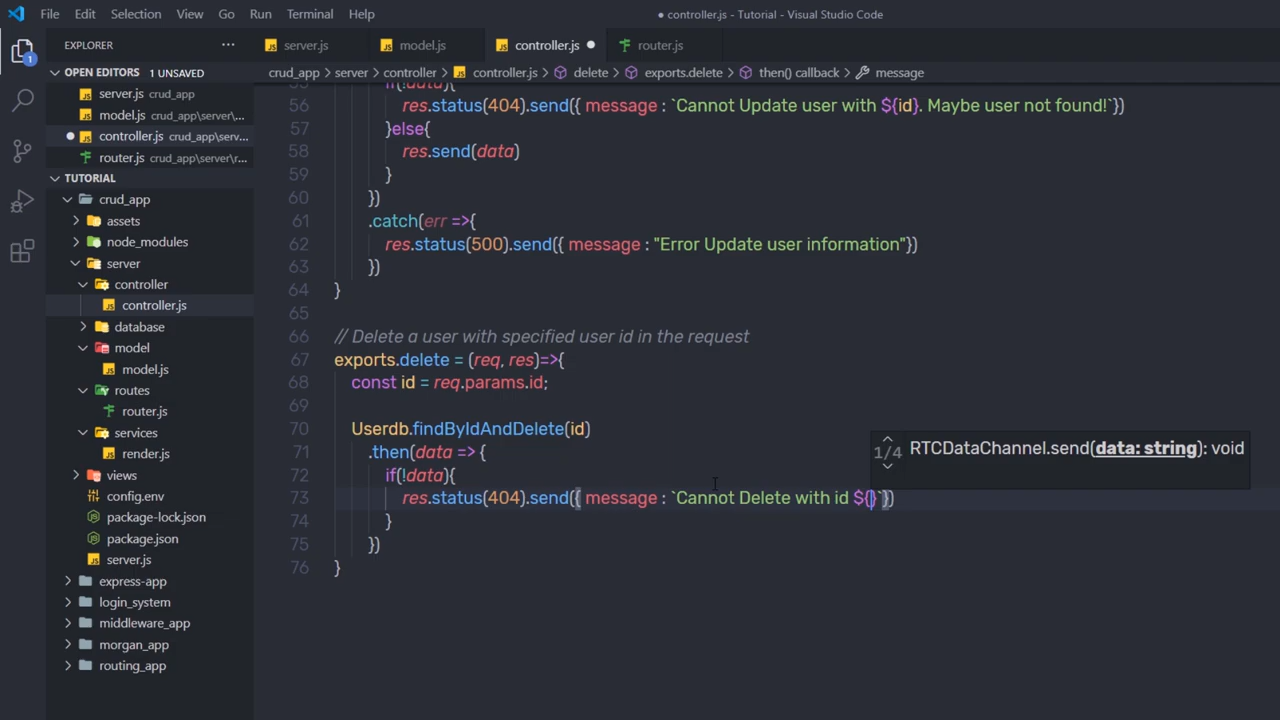 File Edit Selection View Go Run Terminal Help
● controller.js - Tutorial - Visual Studio Code
EXPLORER ···
server.js model.js controller.js ● router.js
OPEN EDITORS 1 UNSAVED
crud_app > server > controller > controller.js > delete > exports.delete > then() callback > message
1
server.js crud_app
model.js crud_app\server\...
● controller.js crud_app\serv...
router.js crud_app\server\r...
TUTORIAL
crud_app
assets
node_modules
server
controller
controller.js
database
model
model.js
routes
router.js
services
render.js
views
config.env
package-lock.json
package.json
server.js
express-app
login_system
middleware_app
morgan_app
routing_app
55 if(!data){
56 res.status(404).send({ message : `Cannot Update user with ${id}. Maybe user not found!`})
57 }else{
58 res.send(data)
59 }
60 })
61 .catch(err =>{
62 res.status(500).send({ message : "Error Update user information"})
63 })
64 }
65
66 // Delete a user with specified user id in the request
67 exports.delete = (req, res)=>{
68 const id = req.params.id;
69
70 Userdb.findByIdAndDelete(id)
71 .then(data => {
72 if(!data){
73 res.status(404).send({ message : `Cannot Delete with id ${}`})
74 }
75 })
76 }
1/4 RTCDataChannel.send(data: string): void